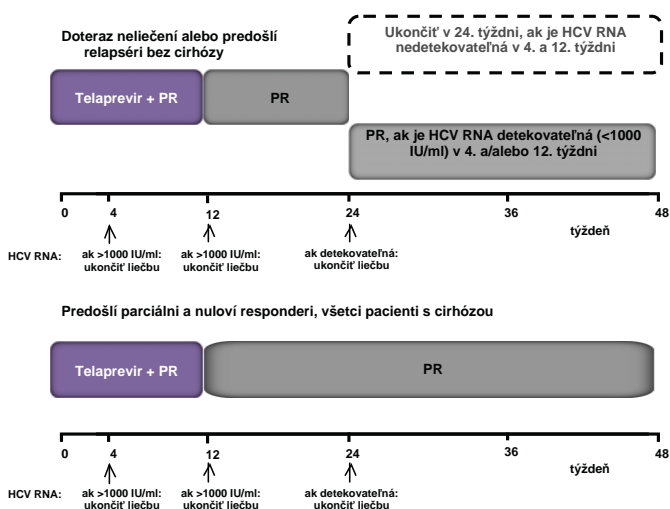 Doteraz neliečení alebo predošlí
relapséri bez cirhózy
Ukončiť v 24. týždni, ak je HCV RNA
nedetekovateľná v 4. a 12. týždni
Telaprevir + PR
PR
PR, ak je HCV RNA detekovateľná (<1000
IU/ml) v 4. a/alebo 12. týždni
0 4 12 24 36 48
týždeň
HCV RNA:
ak >1000 IU/ml:
ukončiť liečbu
ak >1000 IU/ml:
ukončiť liečbu
ak detekovateľná:
ukončiť liečbu
Predošlí parciálni a nuloví responderi, všetci pacienti s cirhózou
Telaprevir + PR
PR
0 4 12 24 36 48
týždeň
HCV RNA:
ak >1000 IU/ml:
ukončiť liečbu
ak >1000 IU/ml:
ukončiť liečbu
ak detekovateľná:
ukončiť liečbu